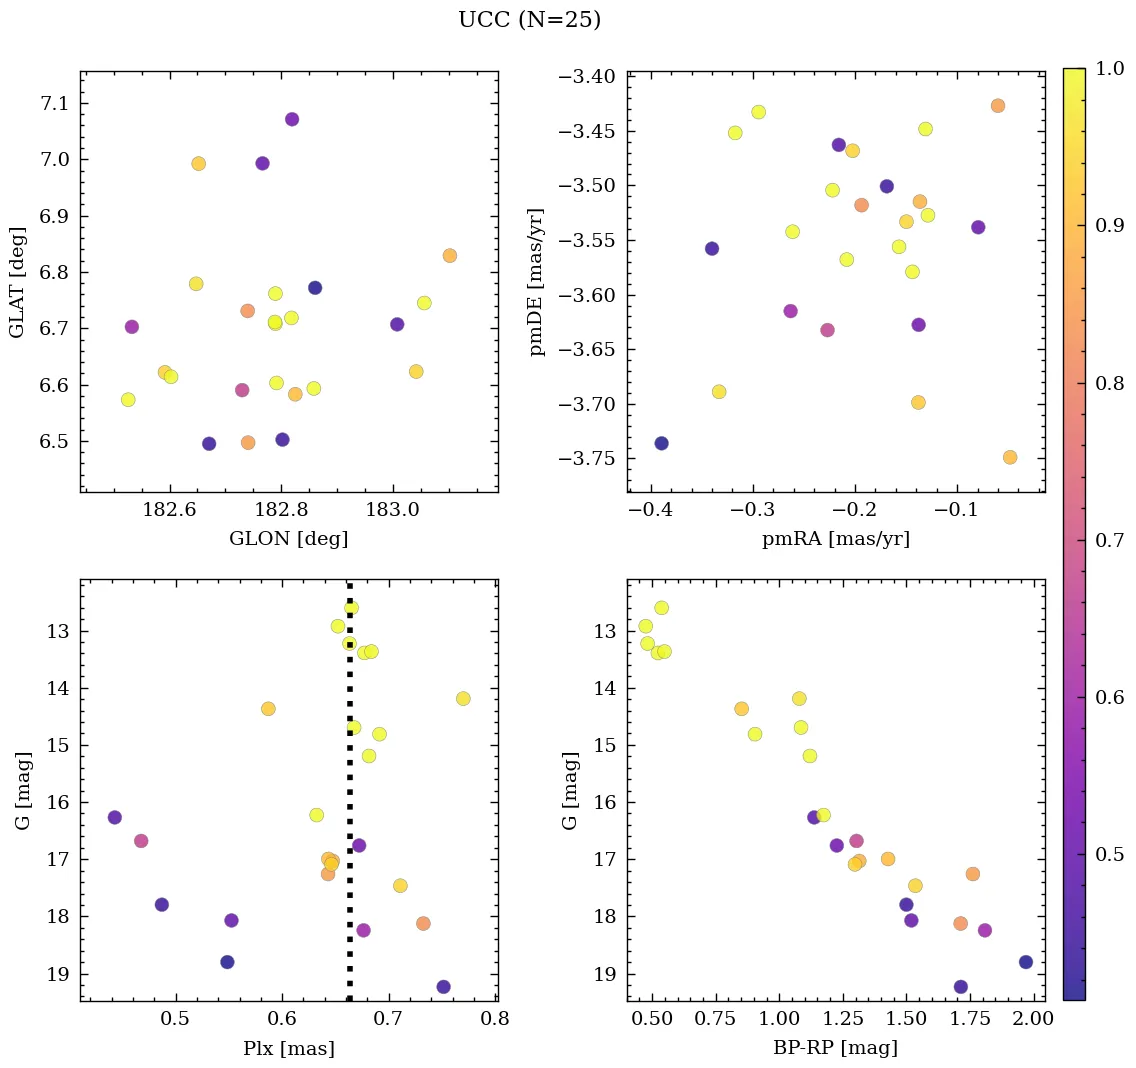 UCC (N=25)
7.1
7.0
6.9
6.8
6.7
6.6
6.5
GLAT [deg]
182.6 182.8 183.0
GLON [deg]
−3.40
−3.45
−3.50
−3.55
−3.60
−3.65
−3.70
−3.75
pmDE [mas/yr]
−0.4 −0.3 −0.2 −0.1
pmRA [mas/yr]
13
14
15
16
17
18
19
G [mag]
0.5 0.6 0.7 0.8
Plx [mas]
13
14
15
16
17
18
19
G [mag]
0.50 0.75 1.00 1.25 1.50 1.75 2.00
BP-RP [mag]
1.0
0.9
0.8
0.7
0.6
0.5